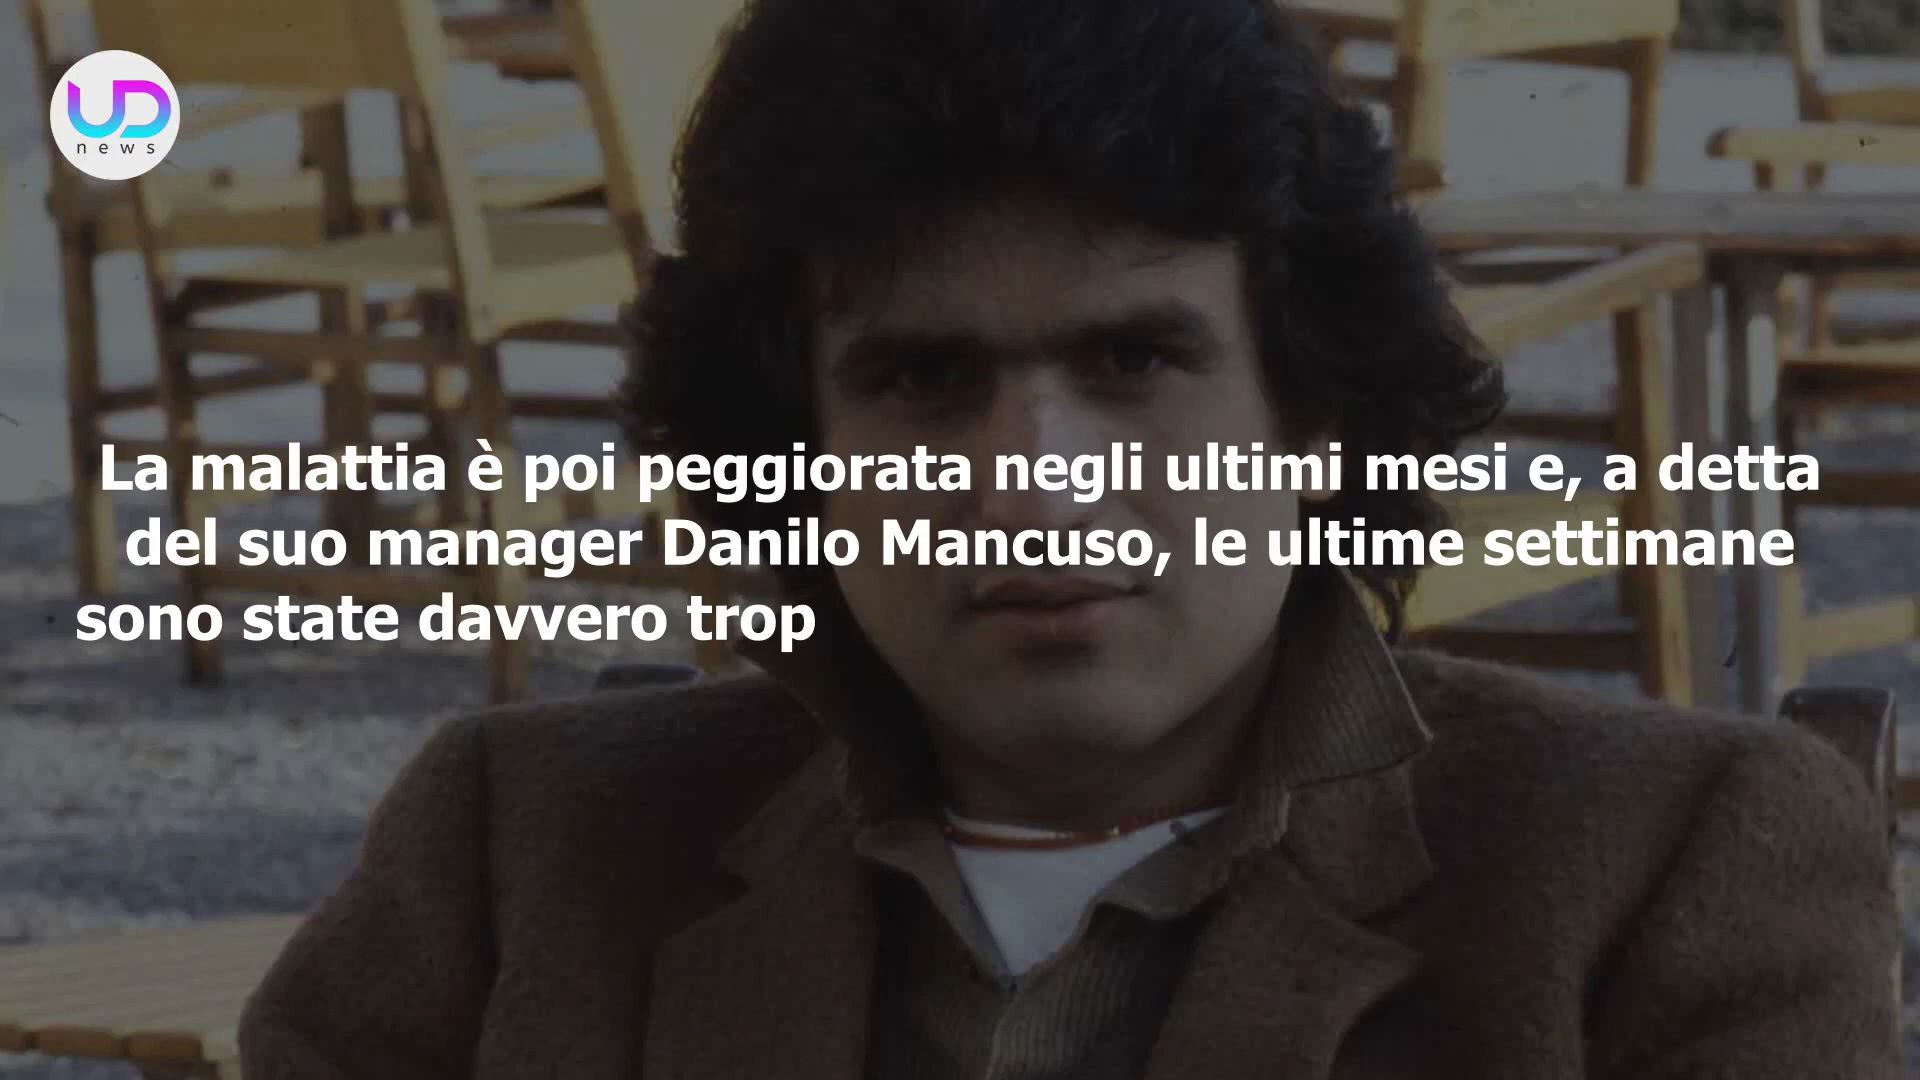 UD
news
La malattia è poi peggiorata negli ultimi mesi e, a detta
del suo manager Danilo Mancuso, le ultime settimane
sono state davvero trop